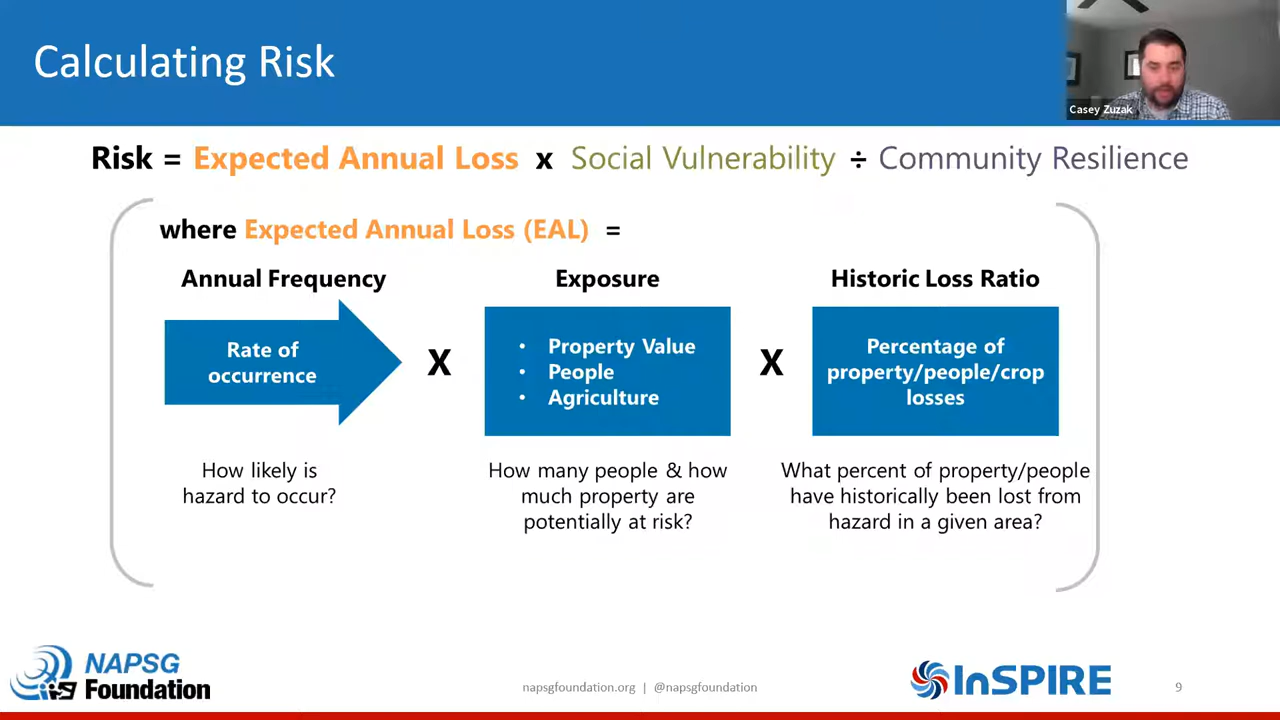 Calculating Risk
Casey Zuzak
Risk = Expected Annual Loss x Social Vulnerability ÷ Community Resilience
where Expected Annual Loss (EAL) =
Annual Frequency
Rate of
occurrence
How likely is
hazard to occur?
X
Exposure
• Property Value
• People
• Agriculture
How many people & how
much property are
potentially at risk?
X
Historic Loss Ratio
Percentage of
property/people/crop
losses
What percent of property/people
have historically been lost from
hazard in a given area?
NAPSG
Foundation
napsgfoundation.org | @napsgfoundation
InSPIRE
9